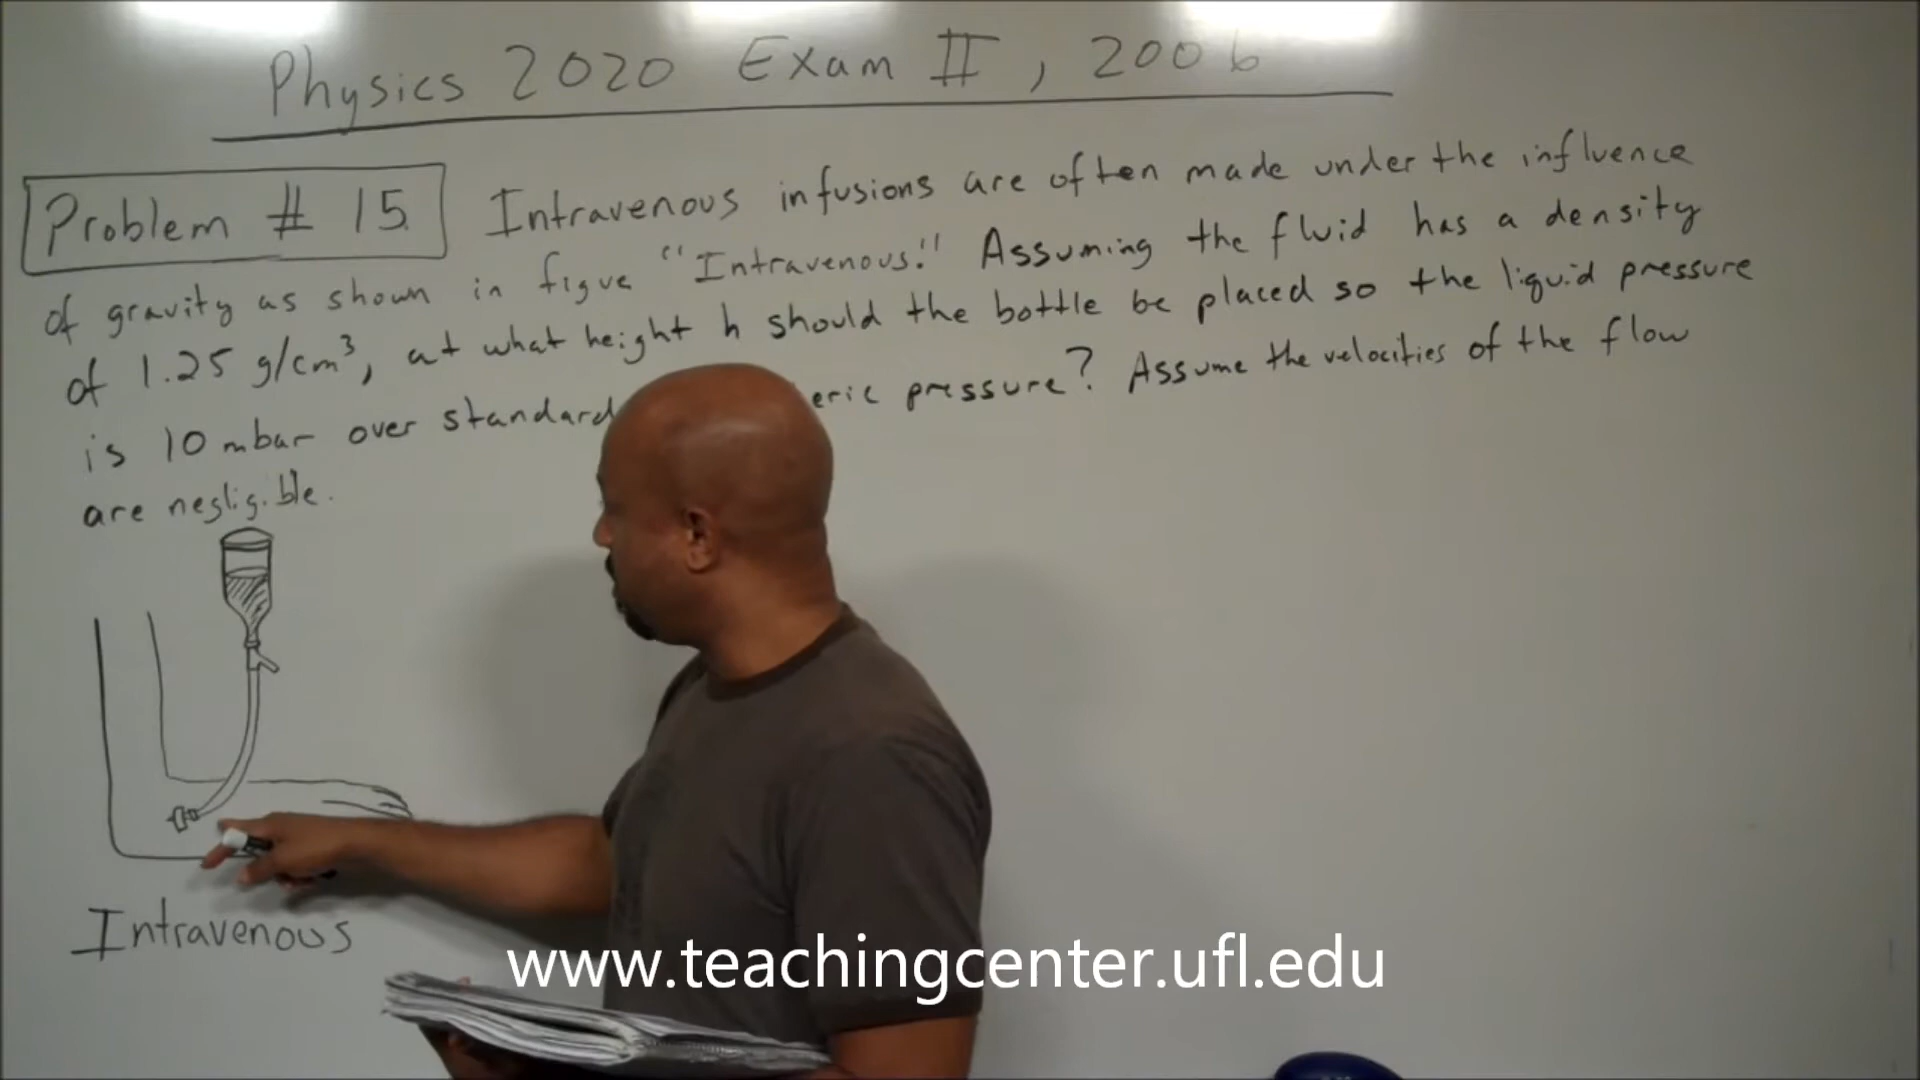 Physics 2020 Exam II, 2006
Problem # 15. Intravenous infusions are often made under the influence
of gravity as shown in figue "Intravenous." Assuming the fluid has a density
of 1.25 g/cm³, at what height h should the bottle be placed so the liquid pressure
is 10 mbar over standard eric pressure? Assume the velocities of the flow
are negligible.
Intravenous
www.teachingcenter.ufl.edu